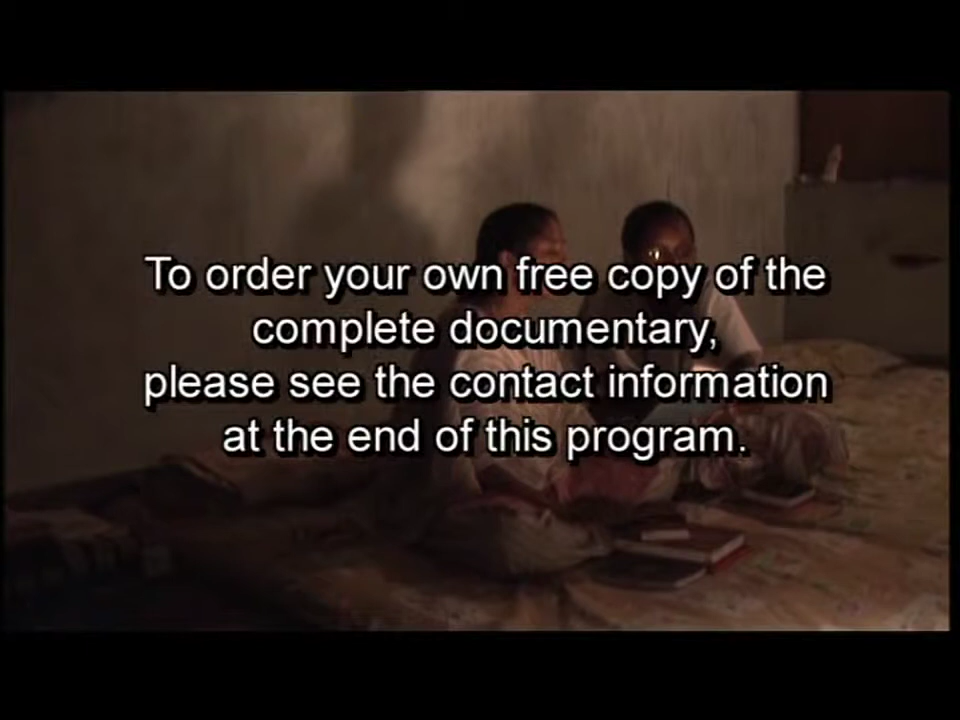 To order your own free copy of the
complete documentary,
please see the contact information
at the end of this program.